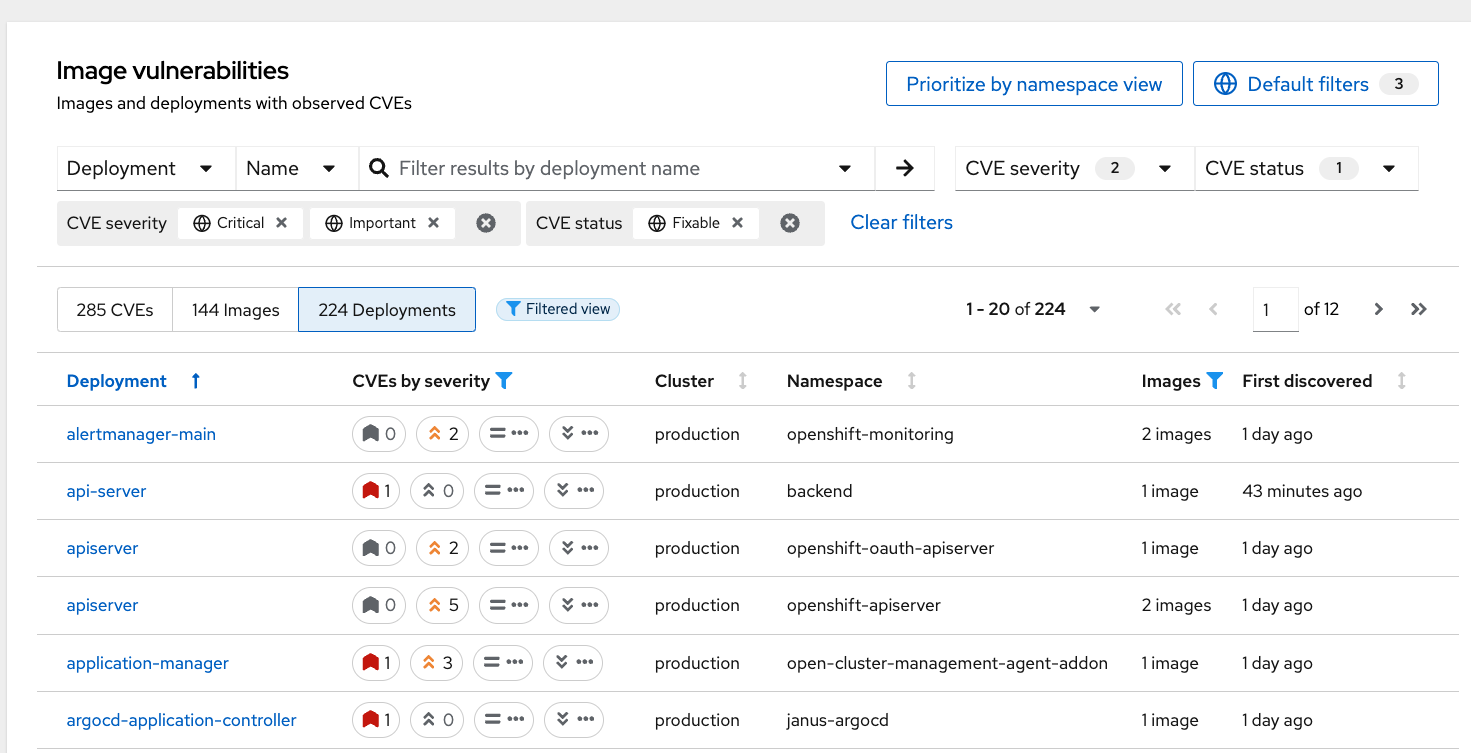 Image vulnerabilities
Images and deployments with observed CVEs
Prioritize by namespace view
Default filters 3
Deployment Name Filter results by deployment name CVE severity 2 CVE status 1
CVE severity Critical Important CVE status Fixable Clear filters
285 CVEs 144 Images 224 Deployments Filtered view 1 - 20 of 224 1 of 12
Deployment CVEs by severity Cluster Namespace Images First discovered
alertmanager-main 0 2 production openshift-monitoring 2 images 1 day ago
api-server 1 0 production backend 1 image 43 minutes ago
apiserver 0 2 production openshift-oauth-apiserver 1 image 1 day ago
apiserver 0 5 production openshift-apiserver 2 images 1 day ago
application-manager 1 3 production open-cluster-management-agent-addon 1 image 1 day ago
argocd-application-controller 1 0 production janus-argocd 1 image 1 day ago